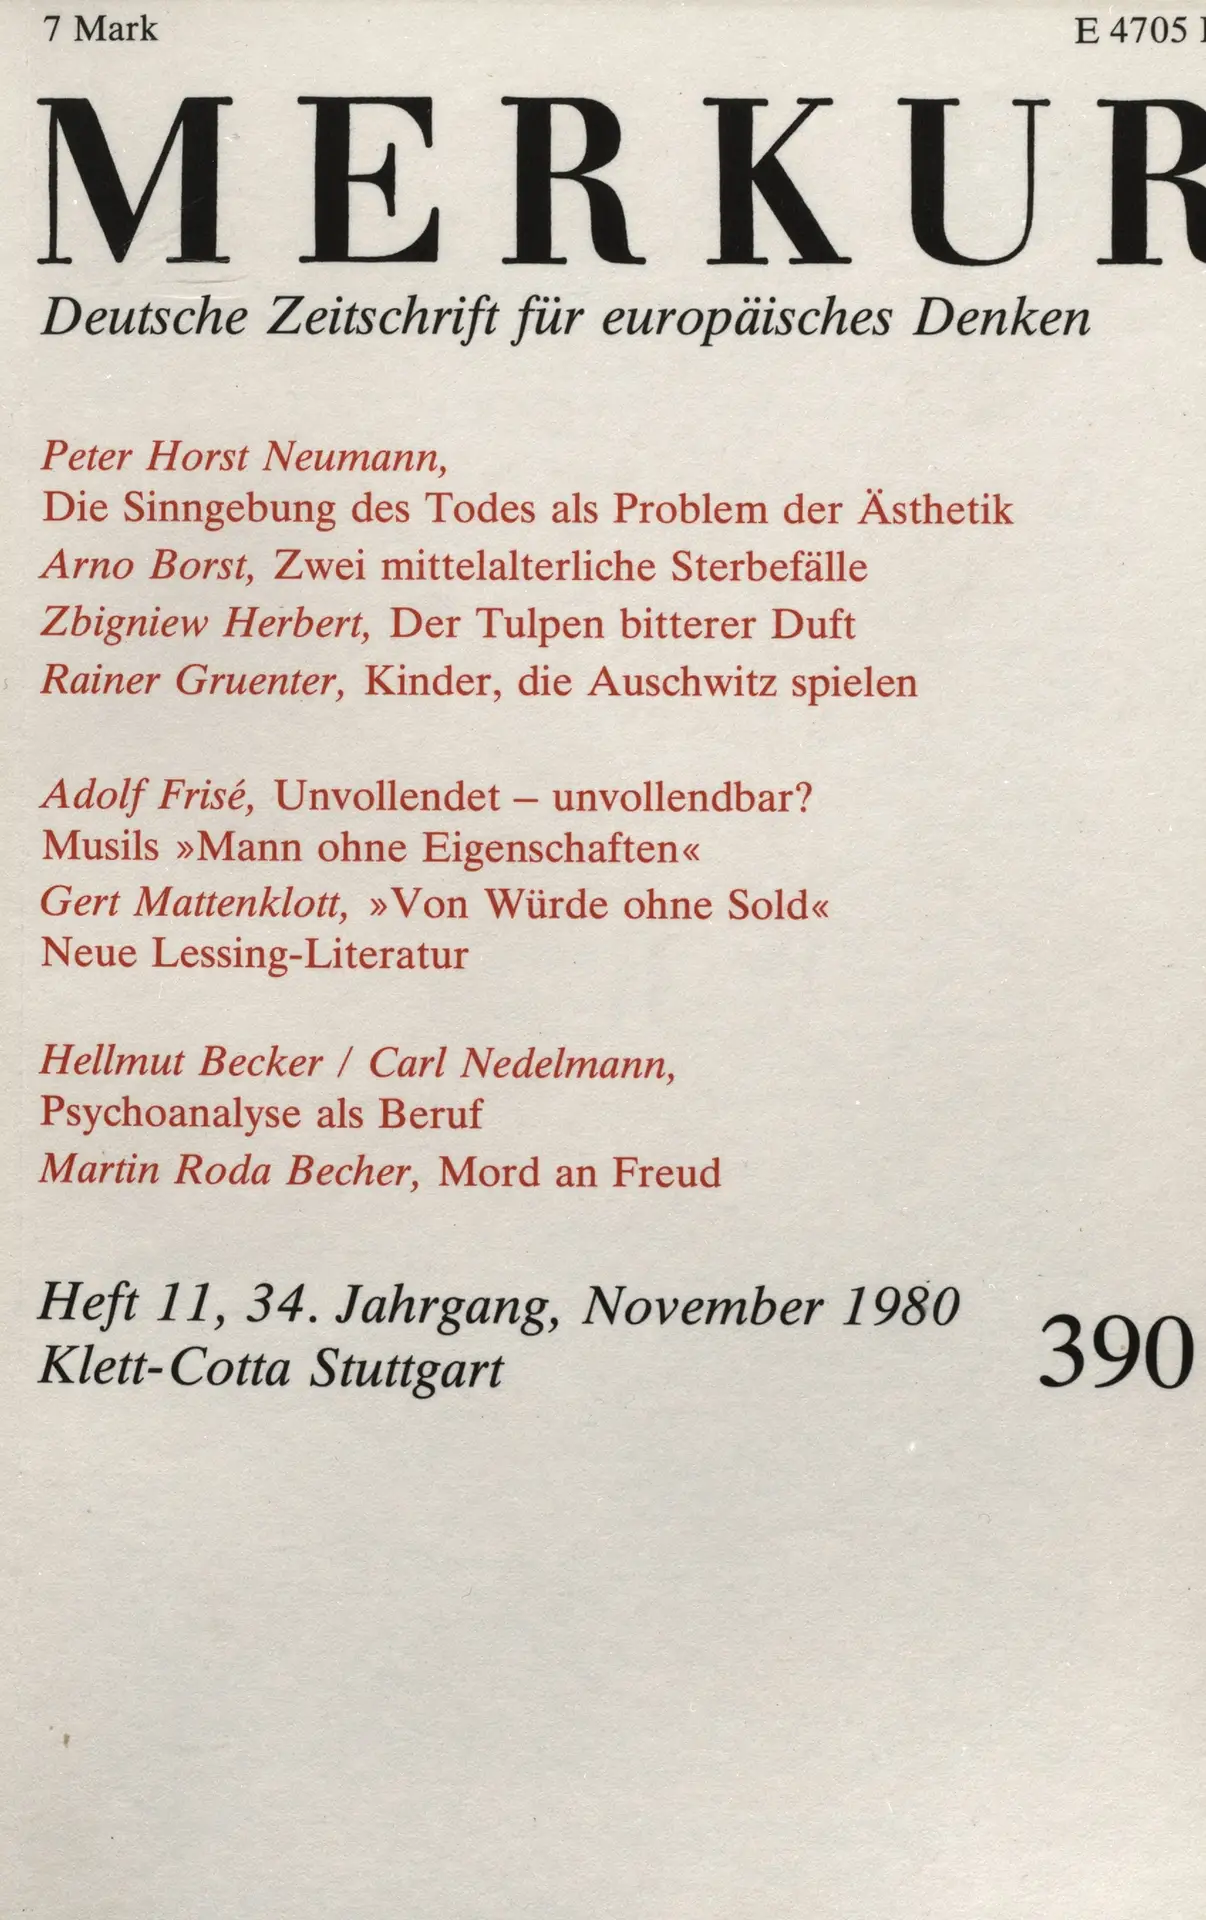 7 Mark
E 4705
MERKUR
Deutsche Zeitschrift für europäisches Denken
Peter Horst Neumann,
Die Sinngebung des Todes als Problem der Ästhetik
Arno Borst, Zwei mittelalterliche Sterbefälle
Zbigniew Herbert, Der Tulpen bitterer Duft
Rainer Gruenter, Kinder, die Auschwitz spielen
Adolf Frisé, Unvollendet – unvollendbar?
Musils »Mann ohne Eigenschaften«
Gert Mattenklott, »Von Würde ohne Sold«
Neue Lessing-Literatur
Hellmut Becker / Carl Nedelmann,
Psychoanalyse als Beruf
Martin Roda Becher, Mord an Freud
Heft 11, 34. Jahrgang, November 1980
Klett-Cotta Stuttgart
390